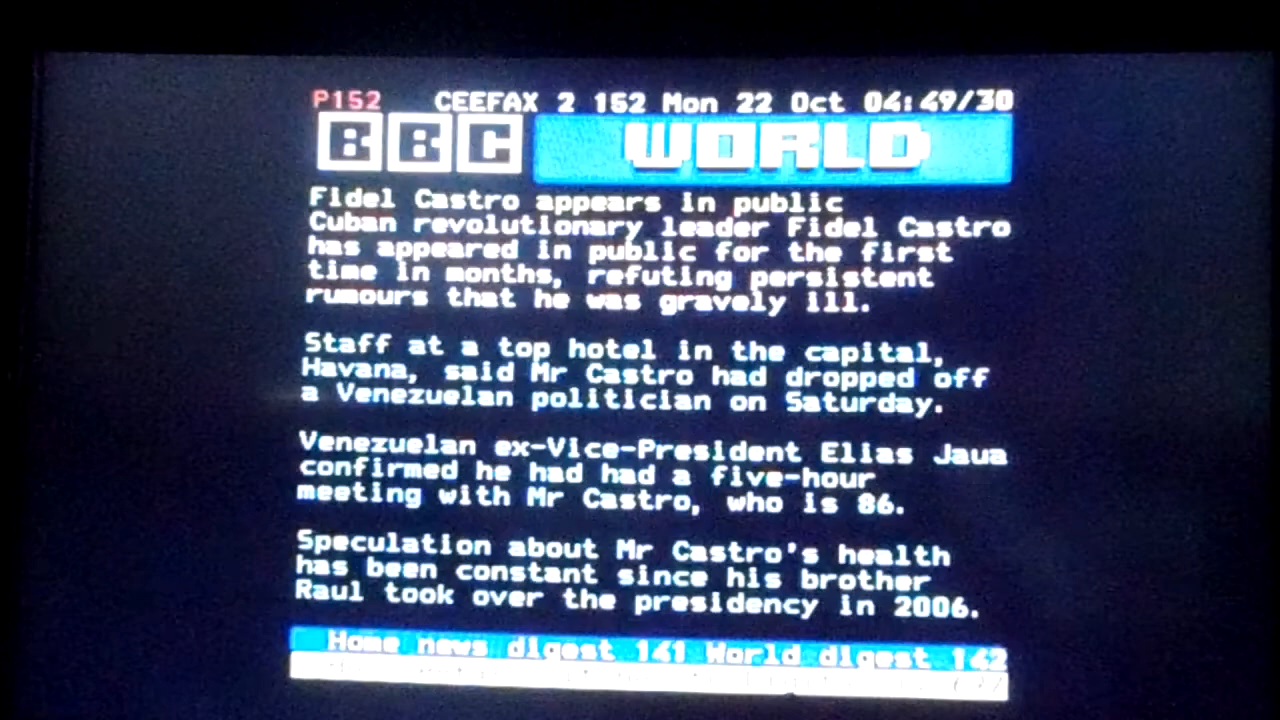 P152 CEEFAX 2 152 Mon 22 Oct 04:49/30
BBC WORLD
Fidel Castro appears in public
Cuban revolutionary leader Fidel Castro
has appeared in public for the first
time in months, refuting persistent
rumours that he was gravely ill.
Staff at a top hotel in the capital,
Havana, said Mr Castro had dropped off
a Venezuelan politician on Saturday.
Venezuelan ex-Vice-President Elias Jaua
confirmed he had had a five-hour
meeting with Mr Castro, who is 86.
Speculation about Mr Castro's health
has been constant since his brother
Raul took over the presidency in 2006.
Home news digest 141 World digest 142